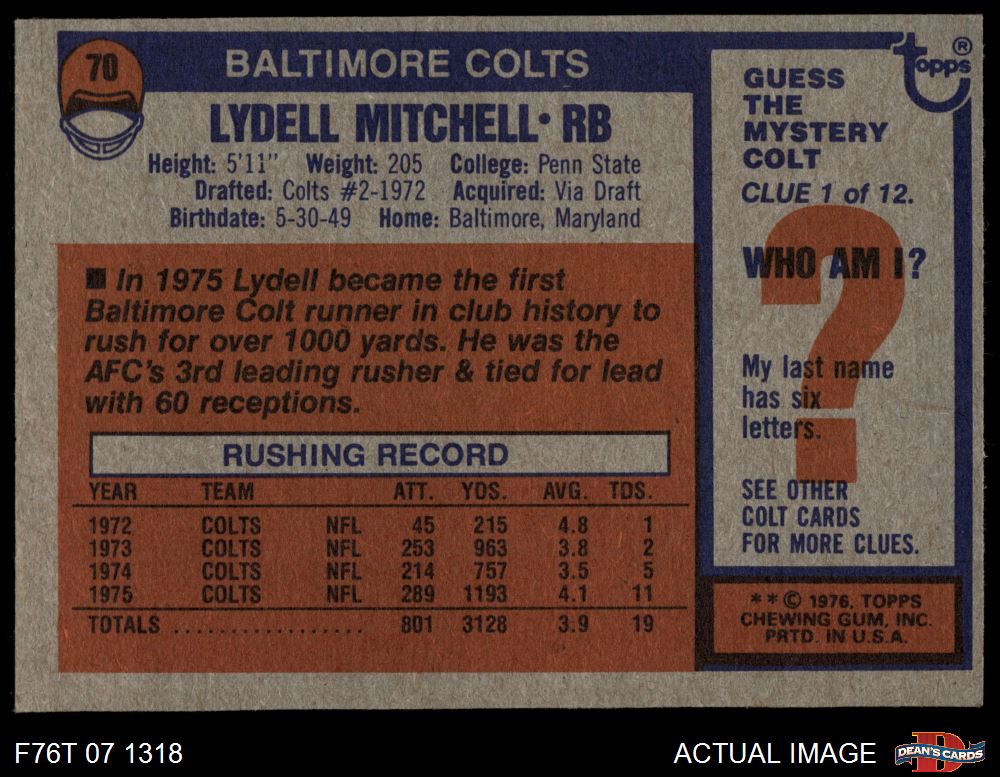 70
BALTIMORE COLTS
LYDELL MITCHELL • RB
Height: 5'11" Weight: 205 College: Penn State
Drafted: Colts #2-1972 Acquired: Via Draft
Birthdate: 5-30-49 Home: Baltimore, Maryland
■ In 1975 Lydell became the first
Baltimore Colt runner in club history to
rush for over 1000 yards. He was the
AFC's 3rd leading rusher & tied for lead
with 60 receptions.
RUSHING RECORD
YEAR TEAM ATT. YDS. AVG. TDS.
1972 COLTS NFL 45 215 4.8 1
1973 COLTS NFL 253 963 3.8 2
1974 COLTS NFL 214 757 3.5 5
1975 COLTS NFL 289 1193 4.1 11
TOTALS .................. 801 3128 3.9 19
topps ®
GUESS
THE
MYSTERY
COLT
CLUE 1 of 12.
WHO AM I?
?
My last name
has six
letters.
SEE OTHER
COLT CARDS
FOR MORE CLUES.
**© 1976, TOPPS
CHEWING GUM, INC.
PRTD. IN U.S.A.
F76T 07 1318
ACTUAL IMAGE
D
DEAN'S CARDS